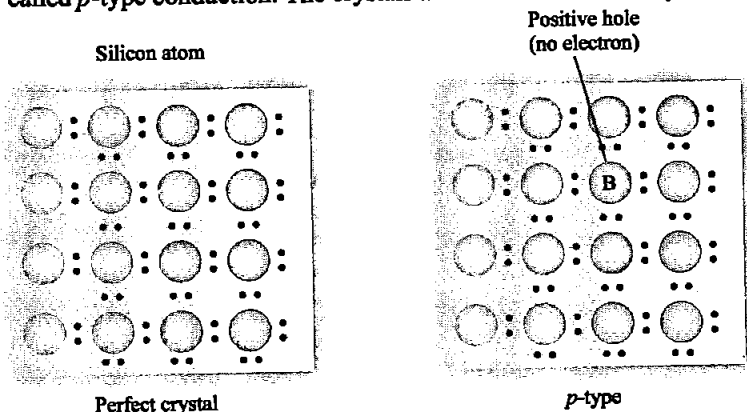 called p-type conduction. The crystal
Positive hole
(no electron)
Silicon atom
B
Perfect crystal
p-type